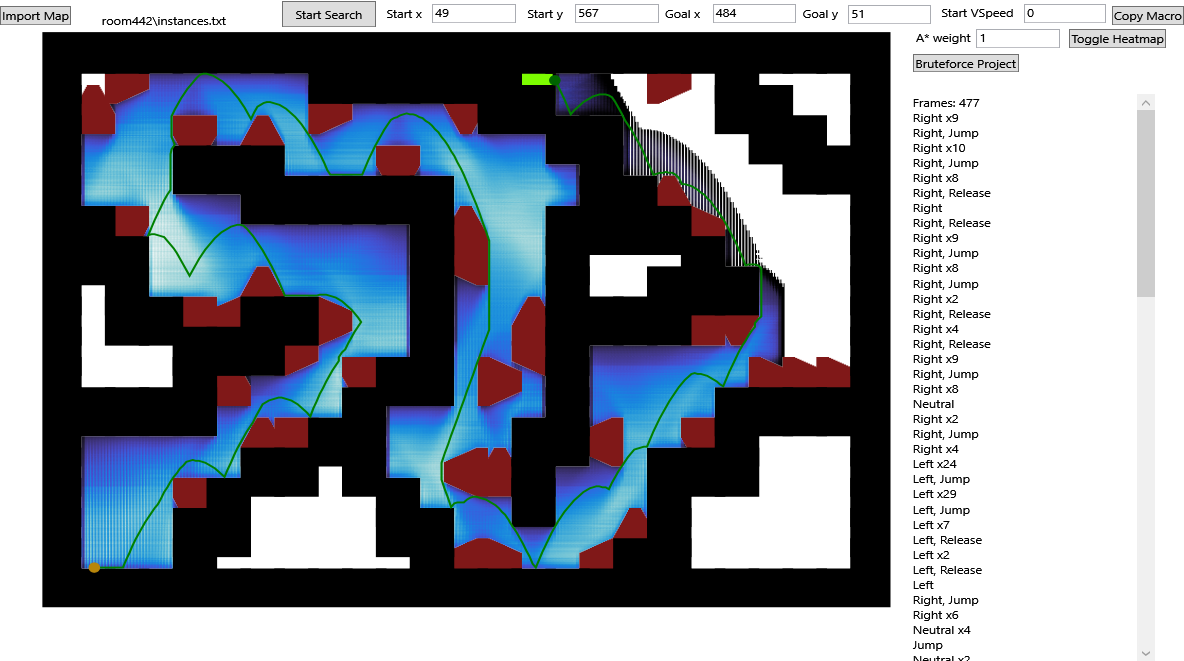 Import Map
room442\instances.txt
Start Search
Start x 49
Start y 567
Goal x 484
Goal y 51
Start VSpeed 0
Copy Macro
A* weight 1
Toggle Heatmap
Bruteforce Project
Frames: 477
Right x9
Right, Jump
Right x10
Right, Jump
Right x8
Right, Release
Right
Right, Release
Right x9
Right, Jump
Right x8
Right, Jump
Right x2
Right, Release
Right x4
Right, Release
Right x9
Right, Jump
Right x8
Neutral
Right x2
Right, Jump
Right x4
Left x24
Left, Jump
Left x29
Left, Jump
Left x7
Left, Release
Left x2
Left, Release
Left
Right, Jump
Right x6
Neutral x4
Jump
Neutral x2